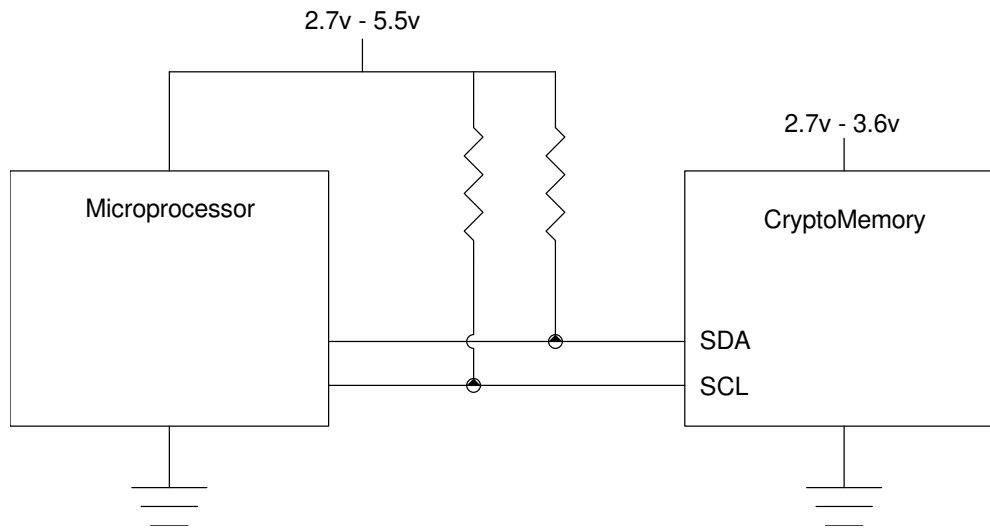 2.7v - 5.5v
2.7v - 3.6v
Microprocessor
CryptoMemory
SDA
SCL